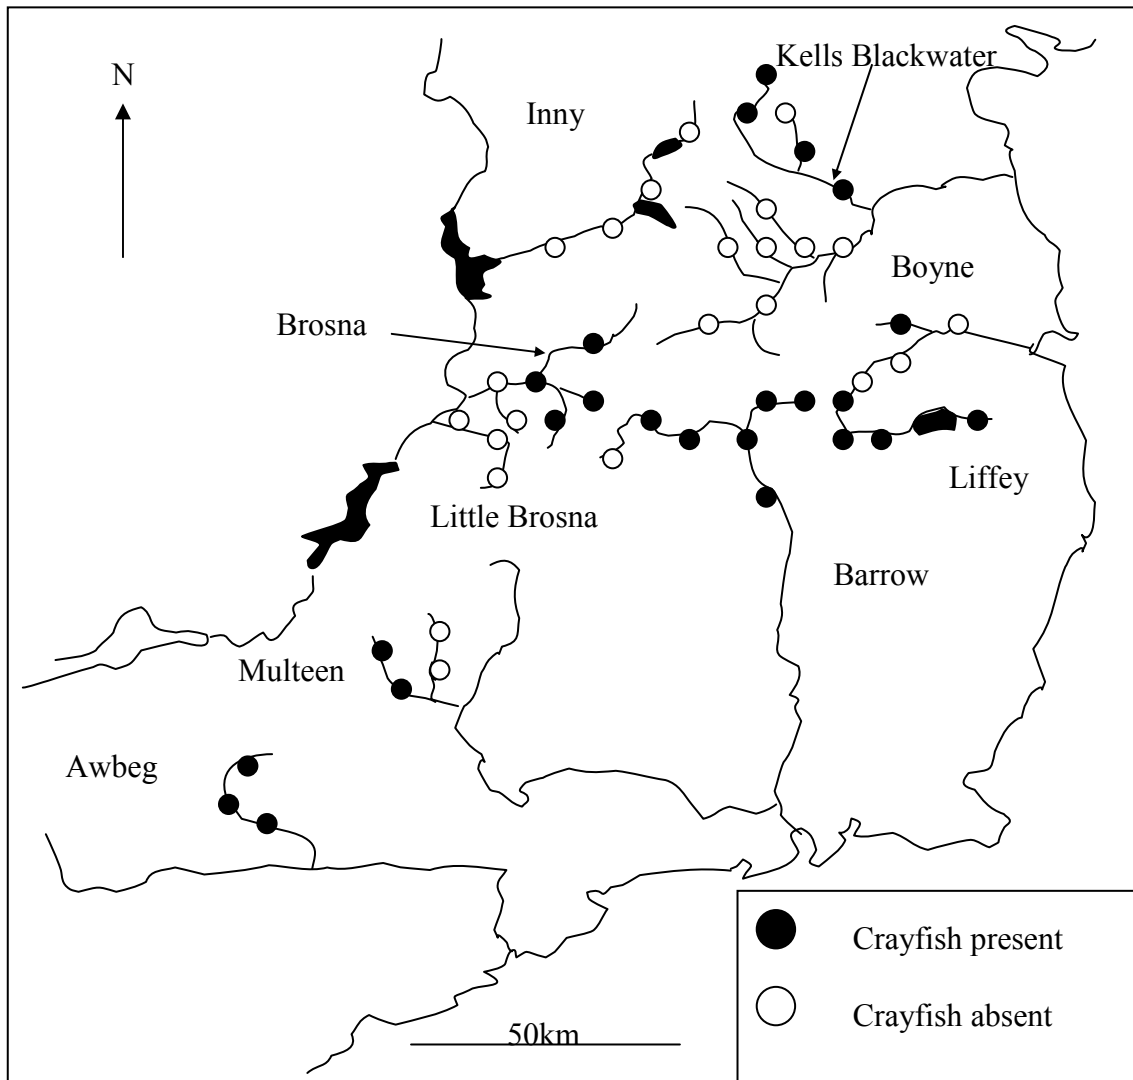 Kells Blackwater
N
Inny
Boyne
Brosna
Liffey
Little Brosna
Barrow
Multeen
Awbeg
Crayfish present
Crayfish absent
50km